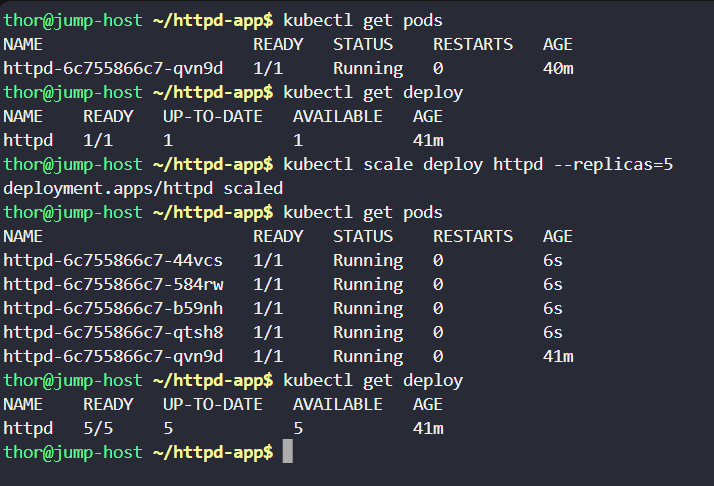 thor@jump-host ~/httpd-app$ kubectl get pods
NAME                     READY   STATUS    RESTARTS   AGE
httpd-6c755866c7-qvn9d   1/1     Running   0          40m
thor@jump-host ~/httpd-app$ kubectl get deploy
NAME    READY   UP-TO-DATE   AVAILABLE   AGE
httpd   1/1     1            1           41m
thor@jump-host ~/httpd-app$ kubectl scale deploy httpd --replicas=5
deployment.apps/httpd scaled
thor@jump-host ~/httpd-app$ kubectl get pods
NAME                     READY   STATUS    RESTARTS   AGE
httpd-6c755866c7-44vcs   1/1     Running   0          6s
httpd-6c755866c7-584rw   1/1     Running   0          6s
httpd-6c755866c7-b59nh   1/1     Running   0          6s
httpd-6c755866c7-qtsh8   1/1     Running   0          6s
httpd-6c755866c7-qvn9d   1/1     Running   0          41m
thor@jump-host ~/httpd-app$ kubectl get deploy
NAME    READY   UP-TO-DATE   AVAILABLE   AGE
httpd   5/5     5            5           41m
thor@jump-host ~/httpd-app$